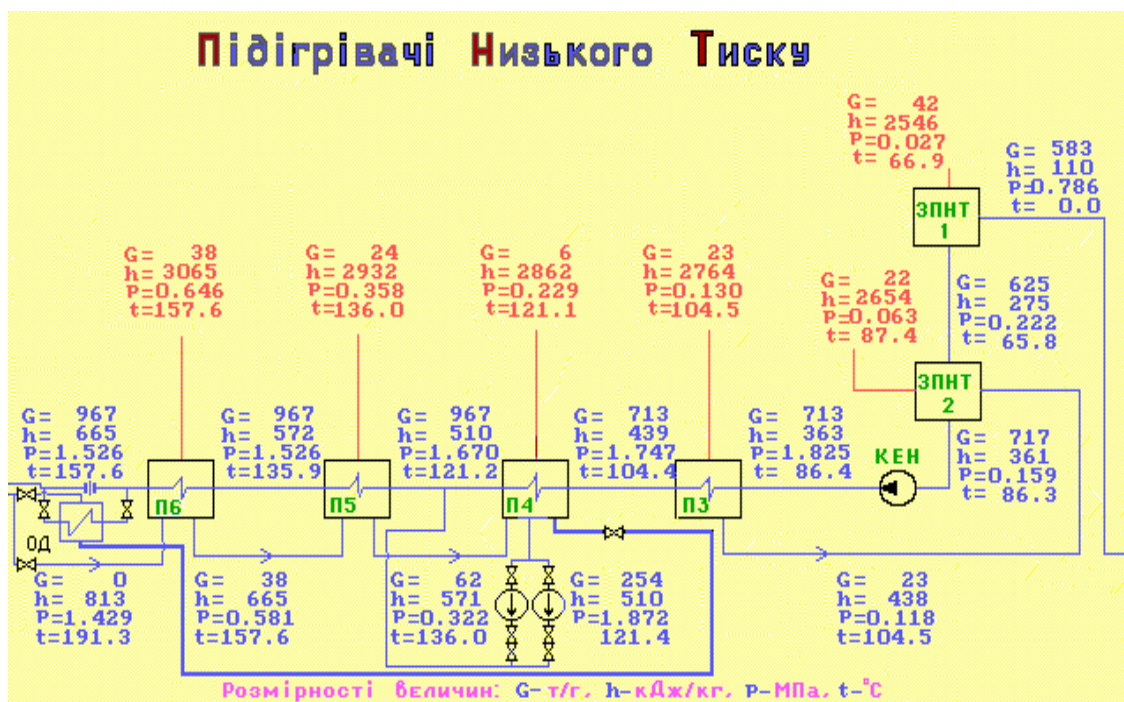 Підігрівачі Низького Тиску
G= 42
h= 2546
P=0.027
t= 66.9
G= 583
h= 110
P=0.786
t= 0.0
ЗПНТ
1
G= 38
h= 3065
P=0.646
t=157.6
G= 24
h= 2932
P=0.358
t=136.0
G= 6
h= 2862
P=0.229
t=121.1
G= 23
h= 2764
P=0.130
t=104.5
G= 22
h= 2654
P=0.063
t= 87.4
G= 625
h= 275
P=0.222
t= 65.8
ЗПНТ
2
G= 967
h= 665
P=1.526
t=157.6
G= 967
h= 572
P=1.526
t=135.9
G= 967
h= 510
P=1.670
t=121.2
G= 713
h= 439
P=1.747
t=104.4
G= 713
h= 363
P=1.825
t= 86.4
КЕН
G= 717
h= 361
P=0.159
t= 86.3
П6
П5
П4
П3
ОД
G= 0
h= 813
P=1.429
t=191.3
G= 38
h= 665
P=0.581
t=157.6
G= 62
h= 571
P=0.322
t=136.0
G= 254
h= 510
P=1.872
121.4
G= 23
h= 438
P=0.118
t=104.5
Розмірності величин: G-т/г, h-кДж/кг, p-МПа, t-°C